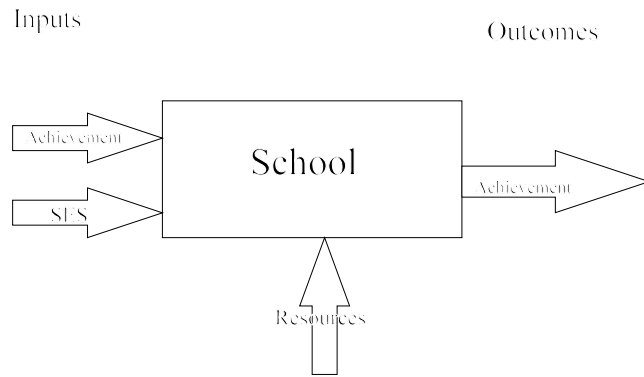 Inputs
Outcomes
Achievement
School
Achievement
SES
Resources